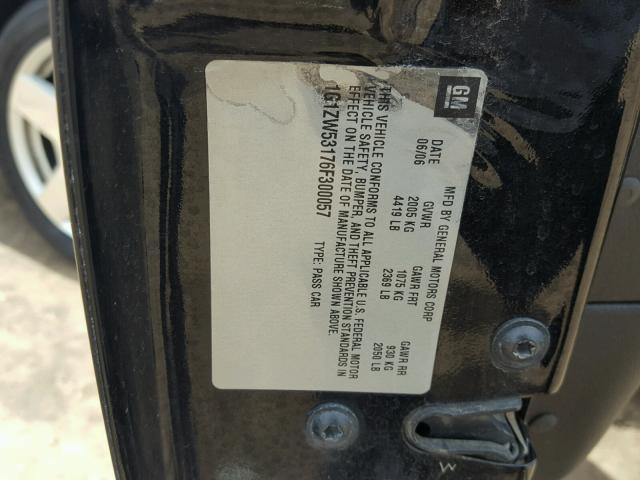 GM
MFD BY GENERAL MOTORS CORP
DATE GVWR GAWR FRT GAWR RR
06/06 2005 KG 1075 KG 930 KG
4419 LB 2369 LB 2050 LB
THIS VEHICLE CONFORMS TO ALL APPLICABLE U.S. FEDERAL MOTOR
VEHICLE SAFETY, BUMPER, AND THEFT PREVENTION STANDARDS IN
EFFECT ON THE DATE OF MANUFACTURE SHOWN ABOVE.
1G1ZW53176F300057 TYPE: PASS CAR
W